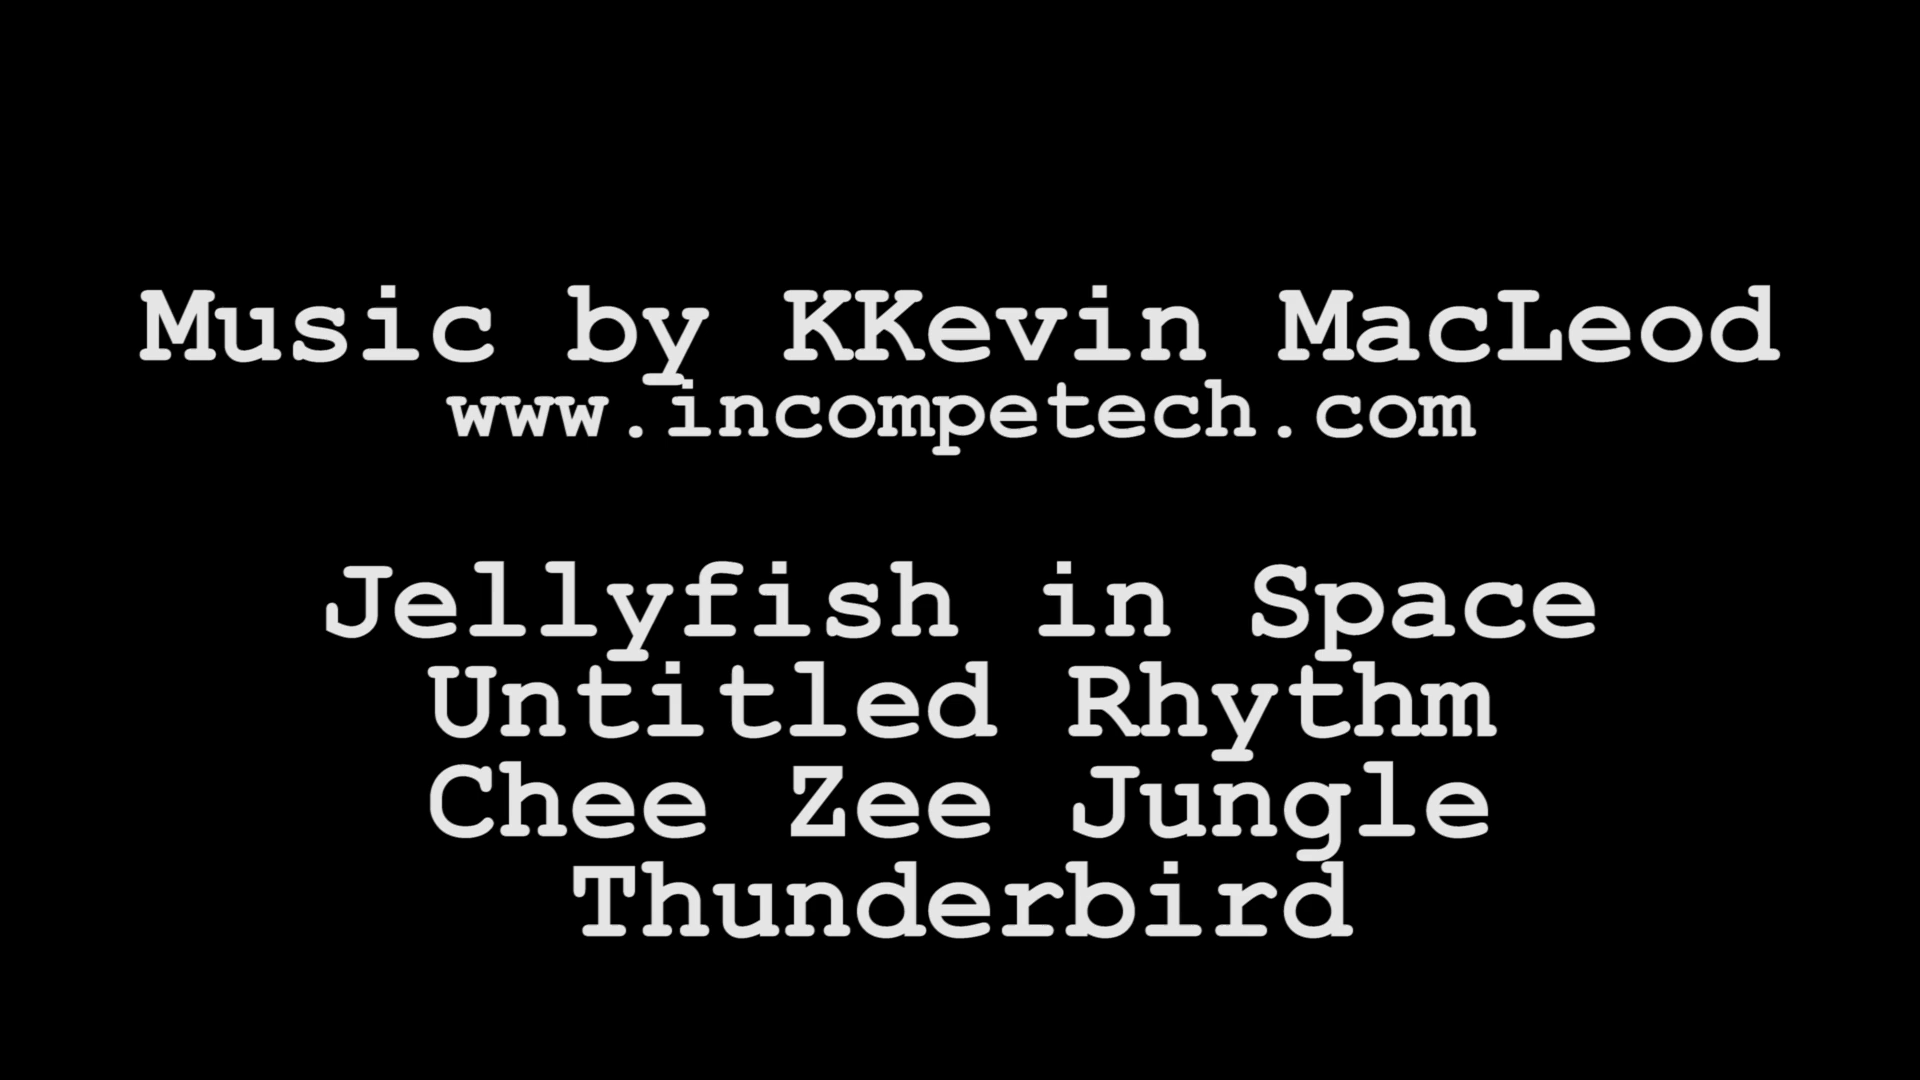 Music by KKevin MacLeod
www.incompetech.com
Jellyfish in Space
Untitled Rhythm
Chee Zee Jungle
Thunderbird